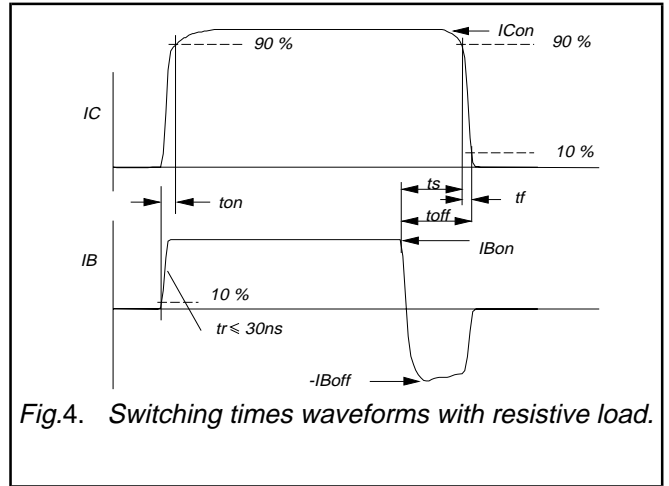 ICon
90 %
90 %
IC
10 %
ts
ton
tf
toff
IB
IBon
10 %
tr ≤ 30ns
-IBoff
Fig.4. Switching times waveforms with resistive load.